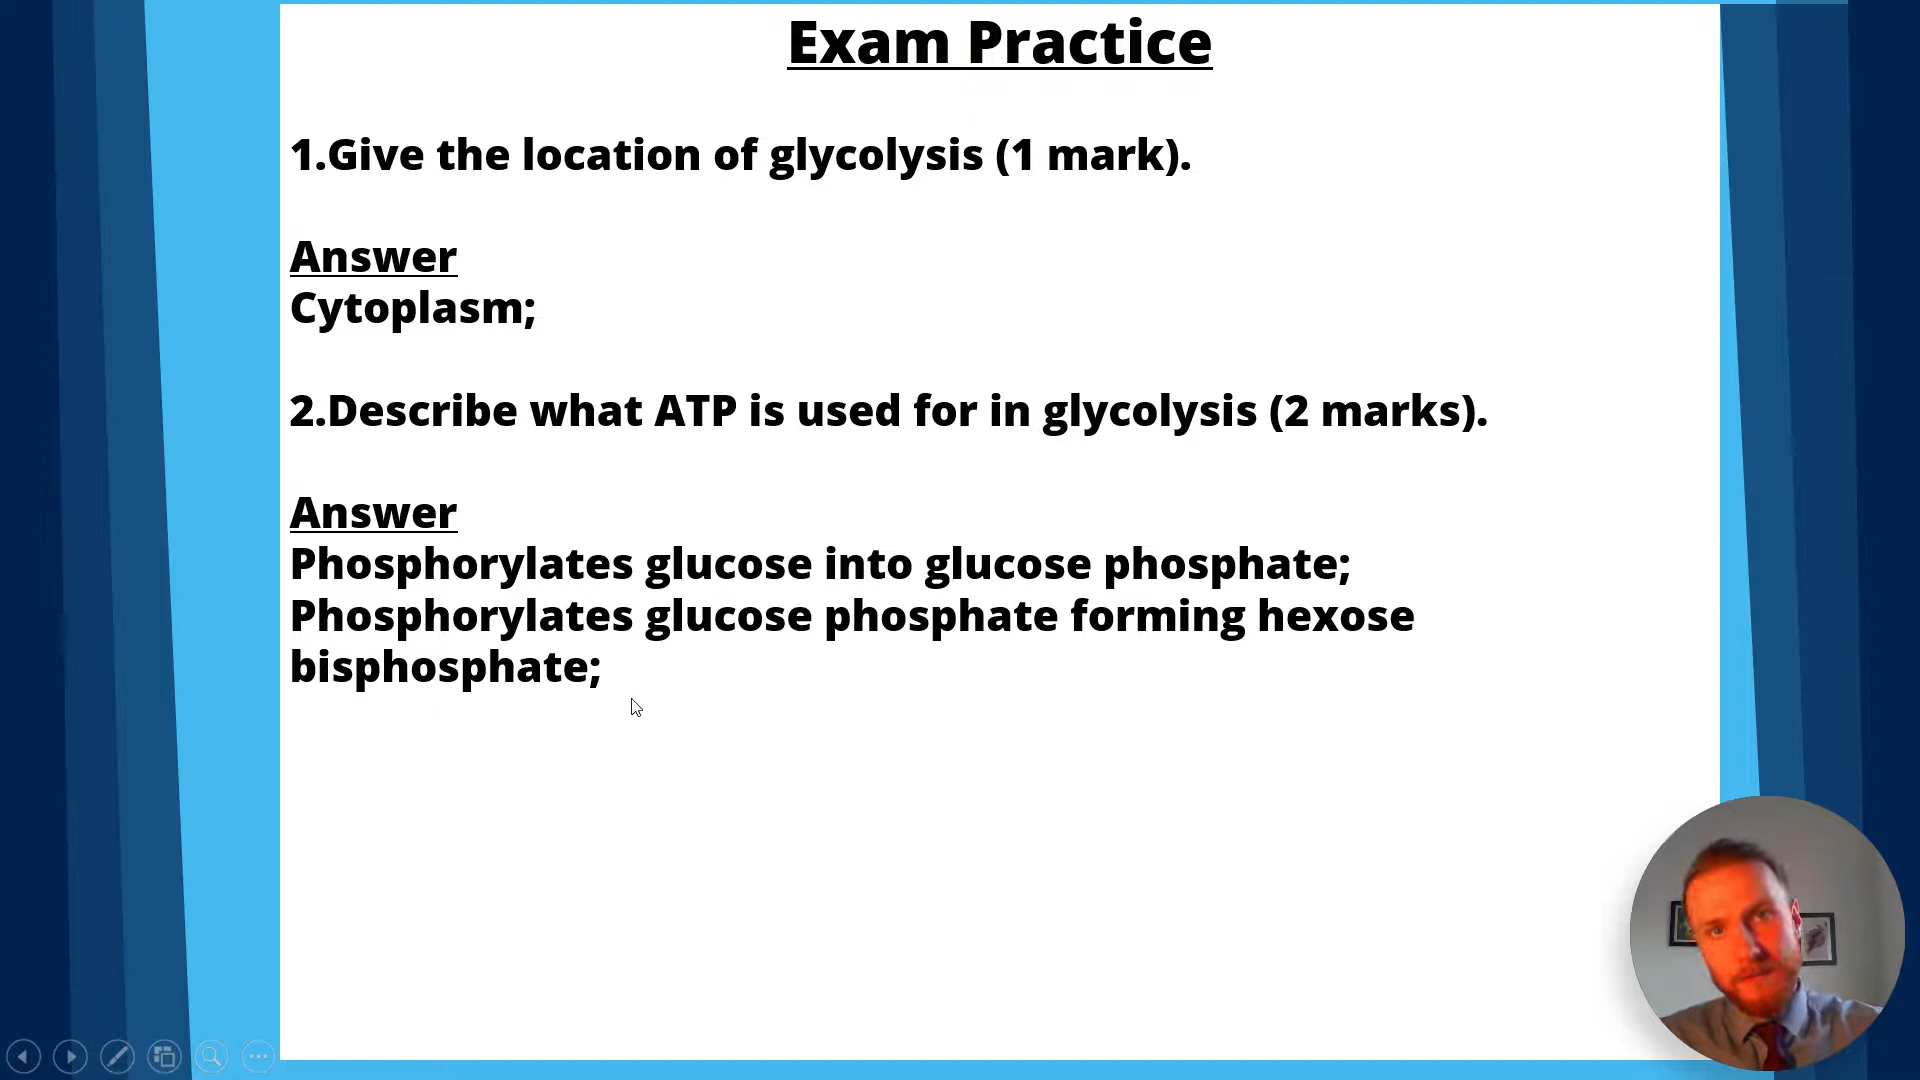 Exam Practice
1.Give the location of glycolysis (1 mark).
Answer
Cytoplasm;
2.Describe what ATP is used for in glycolysis (2 marks).
Answer
Phosphorylates glucose into glucose phosphate;
Phosphorylates glucose phosphate forming hexose
bisphosphate;